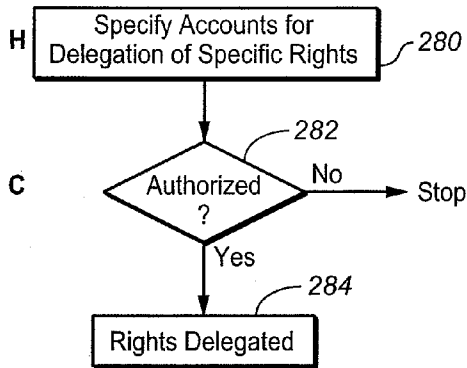 H
Specify Accounts for
Delegation of Specific Rights
280
282
C
Authorized
?
No
Stop
Yes
284
Rights Delegated